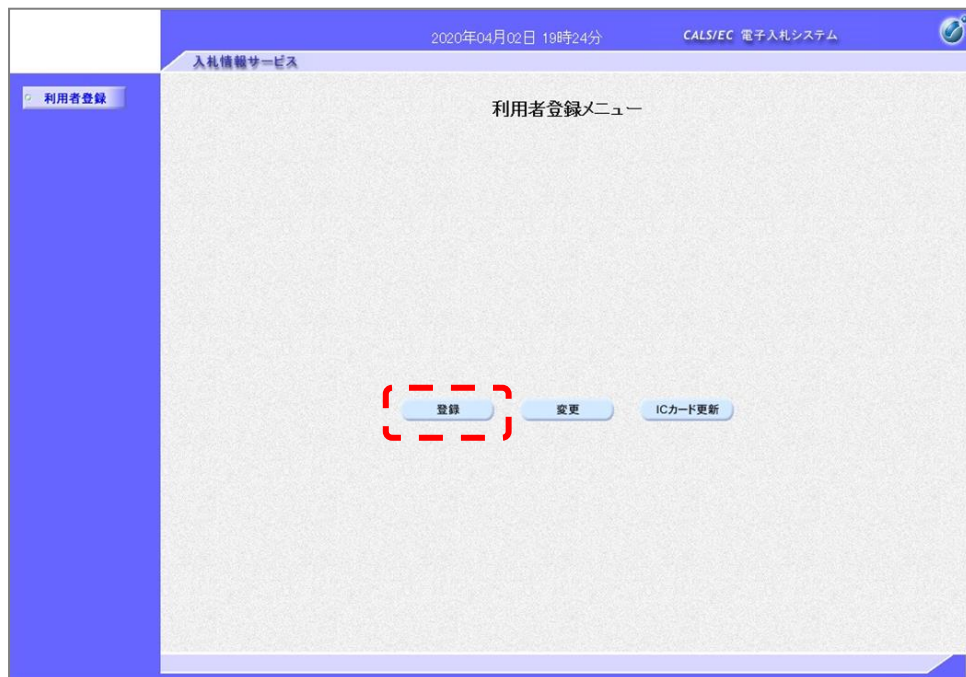 2020年04月02日 19時24分
CALS/EC 電子入札システム
入札情報サービス
利用者登録
利用者登録メニュー
登録
変更
ICカード更新